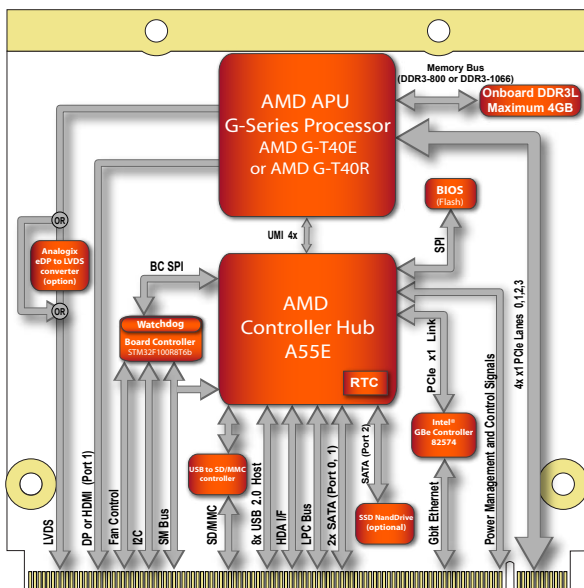 Memory Bus
(DDR3-800 or DDR3-1066)
AMD APU
G-Series Processor
AMD G-T40E
or AMD G-T40R
Onboard DDR3L
Maximum 4GB
BIOS
(Flash)
OR
Analogix
eDP to LVDS
converter
(option)
OR
UMI 4x
SPI
BC SPI
Watchdog
Board Controller
STM32F100R8T6b
AMD
Controller Hub
A55E
RTC
PCIe x1 Link
4x x1 PCIe Lanes 0,1,2,3
Intel®
GBe Controller
82574
USB to SD/MMC
controller
SSD NandDrive
(optional)
LVDS
DP or HDMI (Port 1)
Fan Control
I2C
SM Bus
SD/MMC
8x USB 2.0 Host
HDA I/F
LPC Bus
2x SATA (Port 0, 1)
SATA (Port 2)
Gbit Ethernet
Power Management and Control Signals